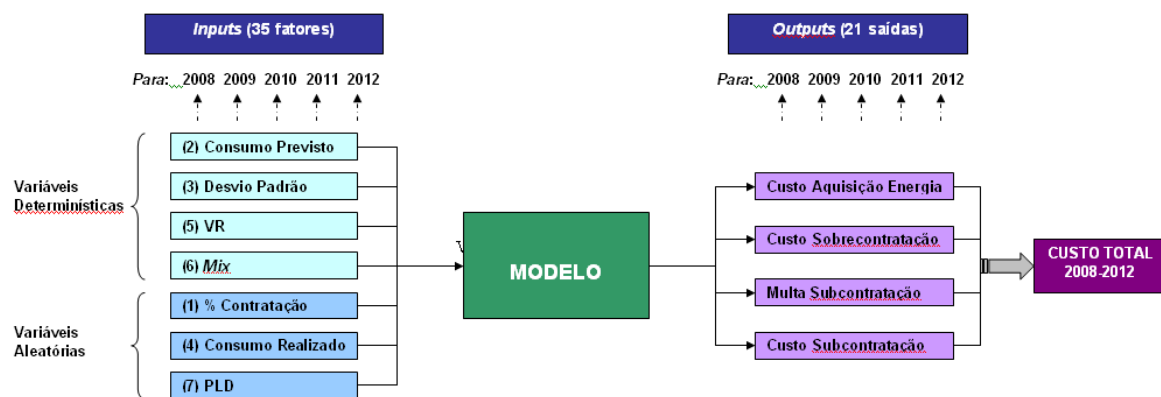 Inputs (35 fatores)
Para: 2008 2009 2010 2011 2012
Variáveis
Determinísticas
(2) Consumo Previsto
(3) Desvio Padrão
(5) VR
(6) Mix
Variáveis
Aleatórias
(1) % Contratação
(4) Consumo Realizado
(7) PLD
MODELO
Outputs (21 saídas)
Para: 2008 2009 2010 2011 2012
Custo Aquisição Energia
Custo Sobrecontratação
Multa Subcontratação
Custo Subcontratação
CUSTO TOTAL
2008-2012